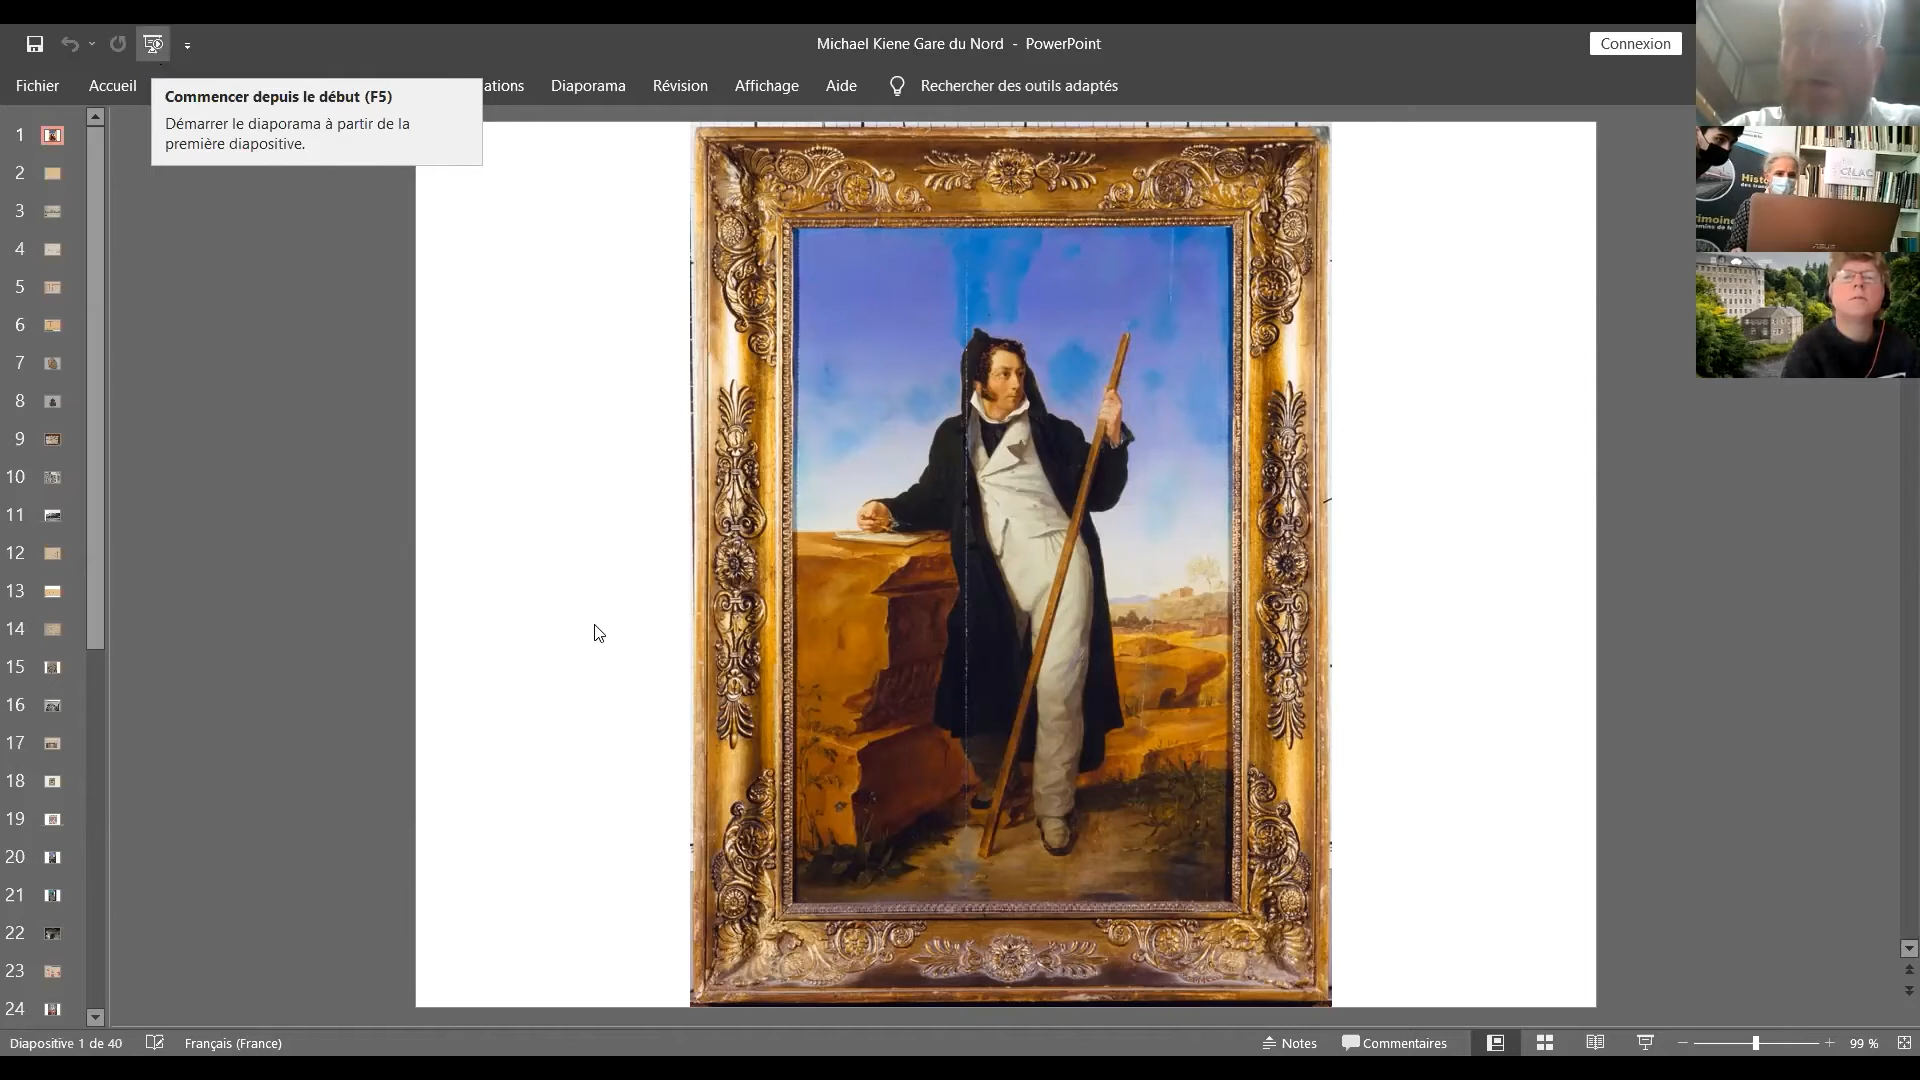 Michael Kiene Gare du Nord - PowerPoint
Connexion
Fichier
Accueil
ations
Diaporama
Révision
Affichage
Aide
Rechercher des outils adaptés
Commencer depuis le début (F5)
Démarrer le diaporama à partir de la
première diapositive.
1
2
3
4
5
6
7
8
9
10
11
12
13
14
15
16
17
18
19
20
21
22
23
24
Histo
CILAC
Diapositive 1 de 40
Français (France)
Notes
Commentaires
99 %